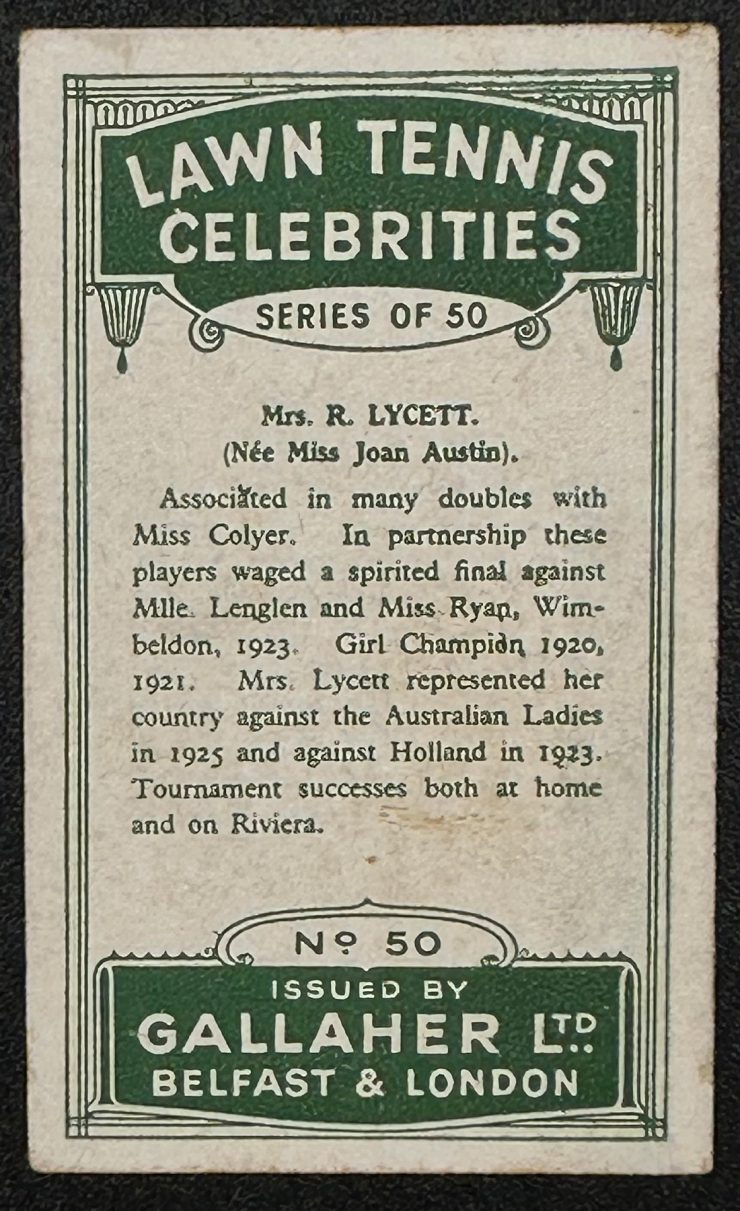 LAWN TENNIS
CELEBRITIES
SERIES OF 50
Mrs. R. LYCETT.
(Née Miss Joan Austin).
Associated in many doubles with
Miss Colyer. In partnership these
players waged a spirited final against
Mlle. Lenglen and Miss Ryan, Wim-
beldon, 1923. Girl Champion 1920,
1921. Mrs. Lycett represented her
country against the Australian Ladies
in 1925 and against Holland in 1923.
Tournament successes both at home
and on Riviera.
Nº 50
ISSUED BY
GALLAHER LTD.
BELFAST & LONDON